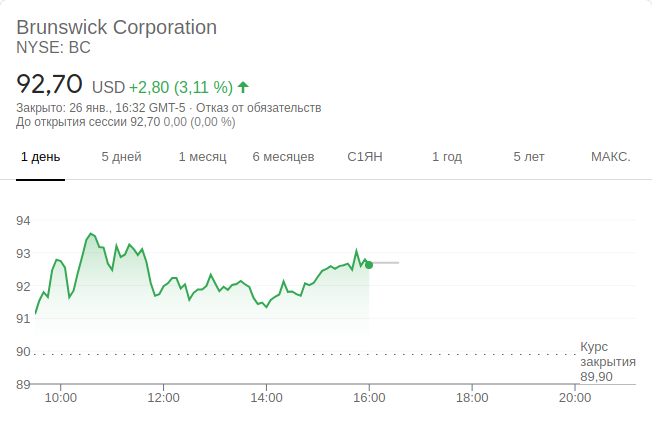 Brunswick Corporation
NYSE: BC
92,70 USD +2,80 (3,11 %)
Закрыто: 26 янв., 16:32 GMT-5 · Отказ от обязательств
До открытия сессии 92,70 0,00 (0,00 %)
1 день 5 дней 1 месяц 6 месяцев С1ЯН 1 год 5 лет МАКС.
94
93
92
91
90
Курс
закрытия
89,90
89
10:00 12:00 14:00 16:00 18:00 20:00